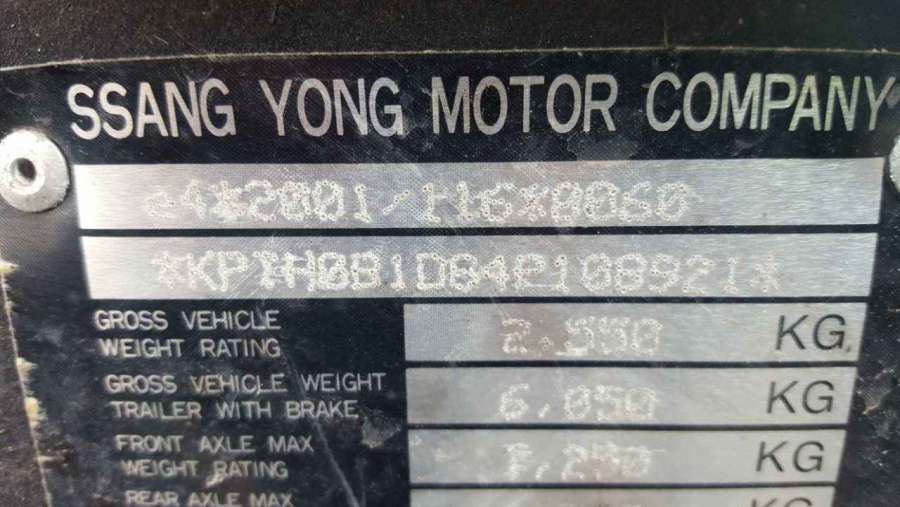 SSANG YONG MOTOR COMPANY
e4*2001/116*0060
*KPTH0B1DB4P108921*
GROSS VEHICLE
WEIGHT RATING 2,550 KG
GROSS VEHICLE WEIGHT
TRAILER WITH BRAKE 6,050 KG
FRONT AXLE MAX
WEIGHT RATING KG
REAR AXLE MAX